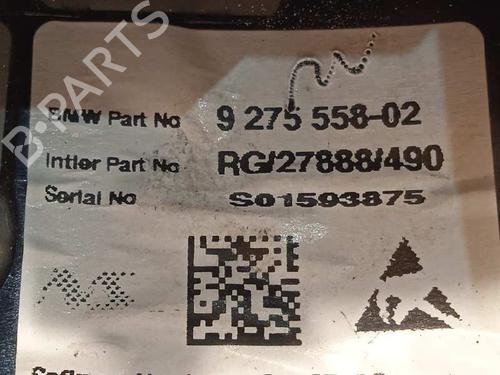 B-PARTS
BMW Part No 9 275 558-02
Intier Part No RG/27888/490
Serial No S01593875